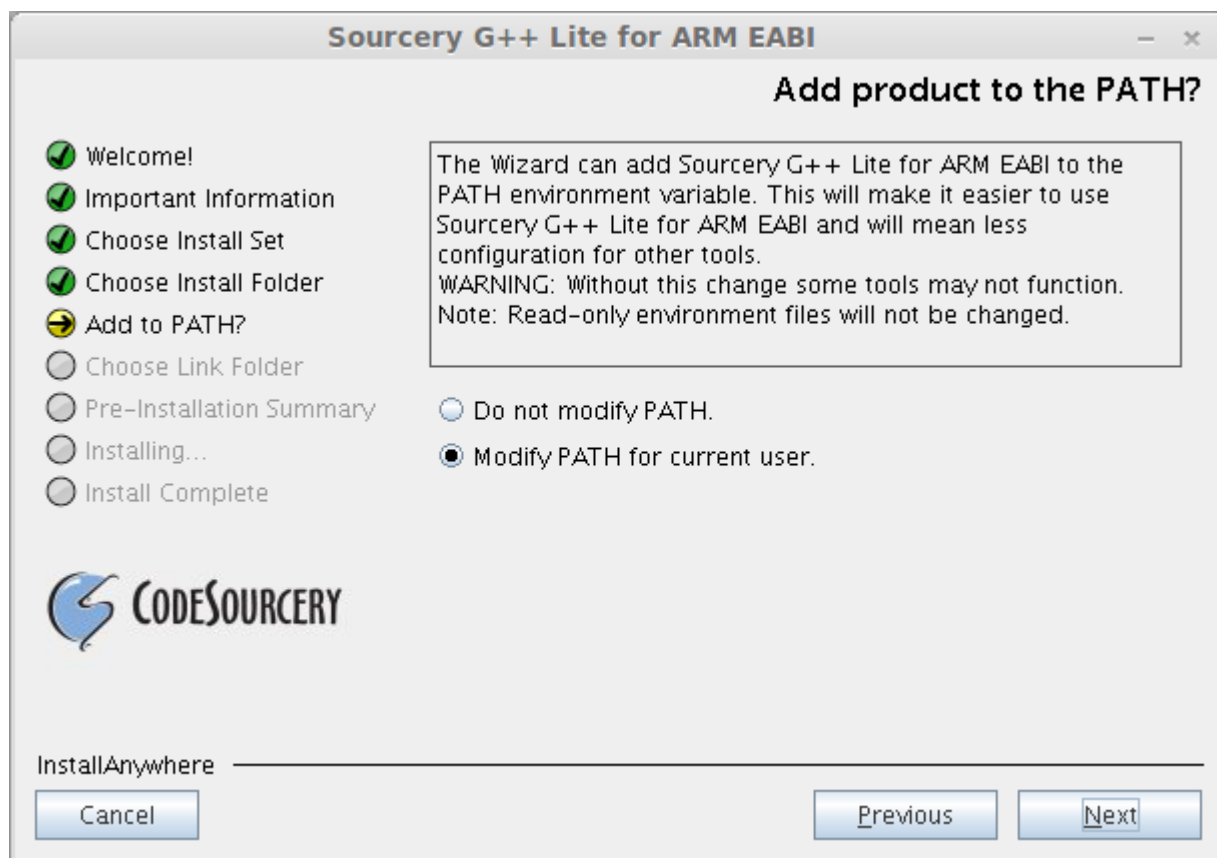 Sourcery G++ Lite for ARM EABI
Add product to the PATH?
Welcome!
Important Information
Choose Install Set
Choose Install Folder
Add to PATH?
Choose Link Folder
Pre-Installation Summary
Installing...
Install Complete
The Wizard can add Sourcery G++ Lite for ARM EABI to the
PATH environment variable. This will make it easier to use
Sourcery G++ Lite for ARM EABI and will mean less
configuration for other tools.
WARNING: Without this change some tools may not function.
Note: Read-only environment files will not be changed.
Do not modify PATH.
Modify PATH for current user.
CODESOURCERY
InstallAnywhere
Cancel
Previous
Next